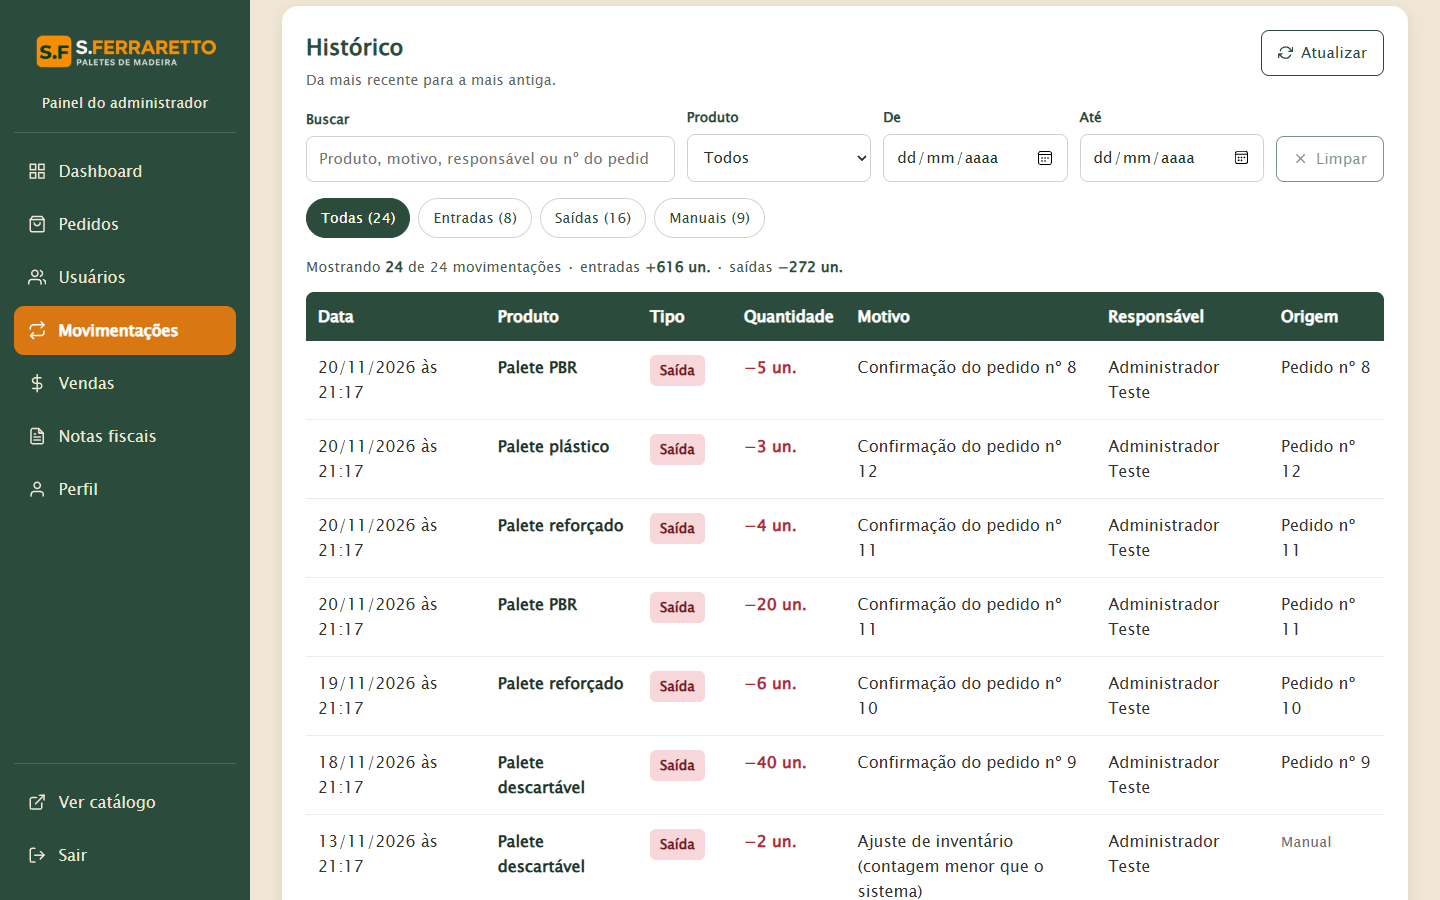 S.F S.FERRARETTO
PALETES DE MADEIRA
Painel do administrador
Dashboard
Pedidos
Usuários
Movimentações
Vendas
Notas fiscais
Perfil
Ver catálogo
Sair
Histórico
Atualizar
Da mais recente para a mais antiga.
Buscar Produto De Até
Produto, motivo, responsável ou nº do pedid Todos dd/mm/aaaa dd/mm/aaaa Limpar
Todas (24) Entradas (8) Saídas (16) Manuais (9)
Mostrando 24 de 24 movimentações · entradas +616 un. · saídas −272 un.
Data Produto Tipo Quantidade Motivo Responsável Origem
20/11/2026 às Palete PBR Saída −5 un. Confirmação do pedido nº 8 Administrador Pedido nº 8
21:17 Teste
20/11/2026 às Palete plástico Saída −3 un. Confirmação do pedido nº Administrador Pedido nº
21:17 12 Teste 12
20/11/2026 às Palete reforçado Saída −4 un. Confirmação do pedido nº Administrador Pedido nº
21:17 11 Teste 11
20/11/2026 às Palete PBR Saída −20 un. Confirmação do pedido nº Administrador Pedido nº
21:17 11 Teste 11
19/11/2026 às Palete reforçado Saída −6 un. Confirmação do pedido nº Administrador Pedido nº
21:17 10 Teste 10
18/11/2026 às Palete Saída −40 un. Confirmação do pedido nº 9 Administrador Pedido nº 9
21:17 descartável Teste
13/11/2026 às Palete Saída −2 un. Ajuste de inventário Administrador Manual
21:17 descartável (contagem menor que o Teste
sistema)